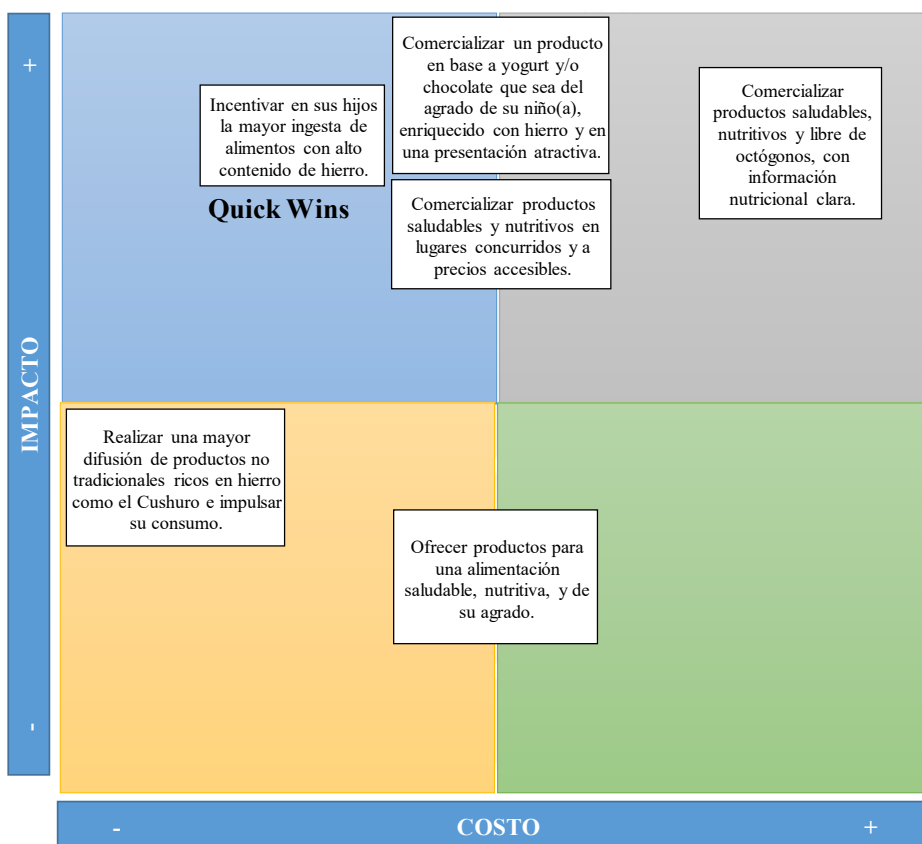 +
IMPACTO
-
Incentivar en sus hijos
la mayor ingesta de
alimentos con alto
contenido de hierro.
Quick Wins
Comercializar un producto
en base a yogurt y/o
chocolate que sea del
agrado de su niño(a),
enriquecido con hierro y en
una presentación atractiva.
Comercializar productos
saludables y nutritivos en
lugares concurridos y a
precios accesibles.
Comercializar
productos saludables,
nutritivos y libre de
octógonos, con
información
nutricional clara.
Realizar una mayor
difusión de productos no
tradicionales ricos en hierro
como el Cushuro e impulsar
su consumo.
Ofrecer productos para
una alimentación
saludable, nutritiva, y de
su agrado.
- COSTO +